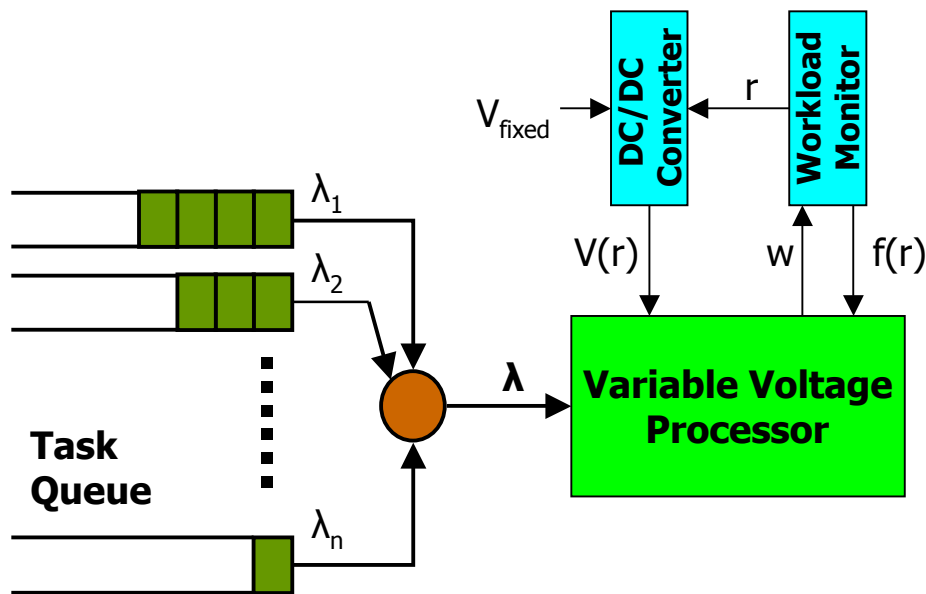 DC/DC
Converter
Workload
Monitor
r
V_fixed
λ_1
V(r)
w
f(r)
λ_2
λ
Variable Voltage
Processor
Task
Queue
λ_n